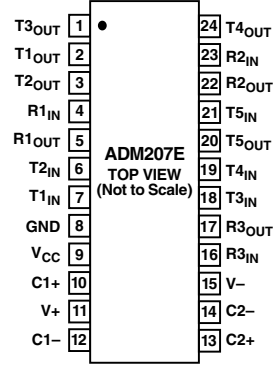 T3OUT 1 24 T4OUT
T1OUT 2 23 R2IN
T2OUT 3 22 R2OUT
R1IN 4 21 T5IN
R1OUT 5 20 T5OUT
ADM207E
TOP VIEW
(Not to Scale)
T2IN 6 19 T4IN
T1IN 7 18 T3IN
GND 8 17 R3OUT
VCC 9 16 R3IN
C1+ 10 15 V–
V+ 11 14 C2–
C1– 12 13 C2+